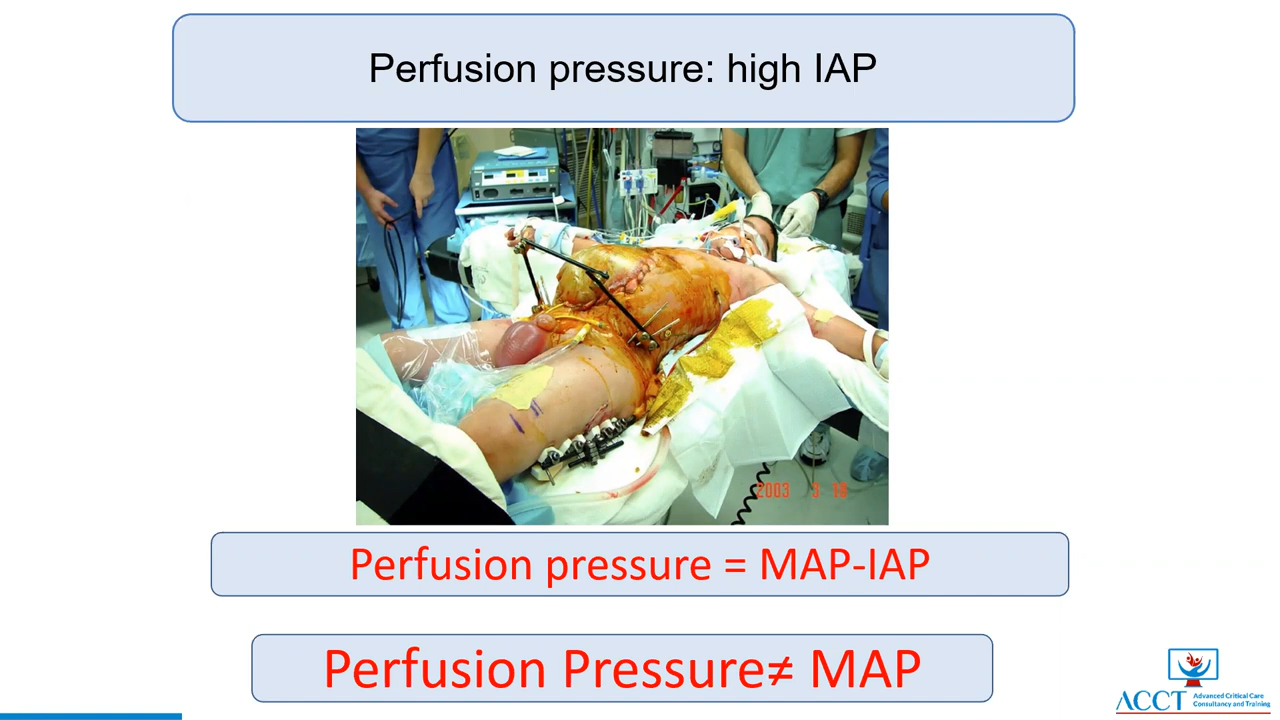 Perfusion pressure: high IAP
2003 3 18
Perfusion pressure = MAP-IAP
Perfusion Pressure≠ MAP
ACCT
Advanced Critical Care
Consultancy and Training